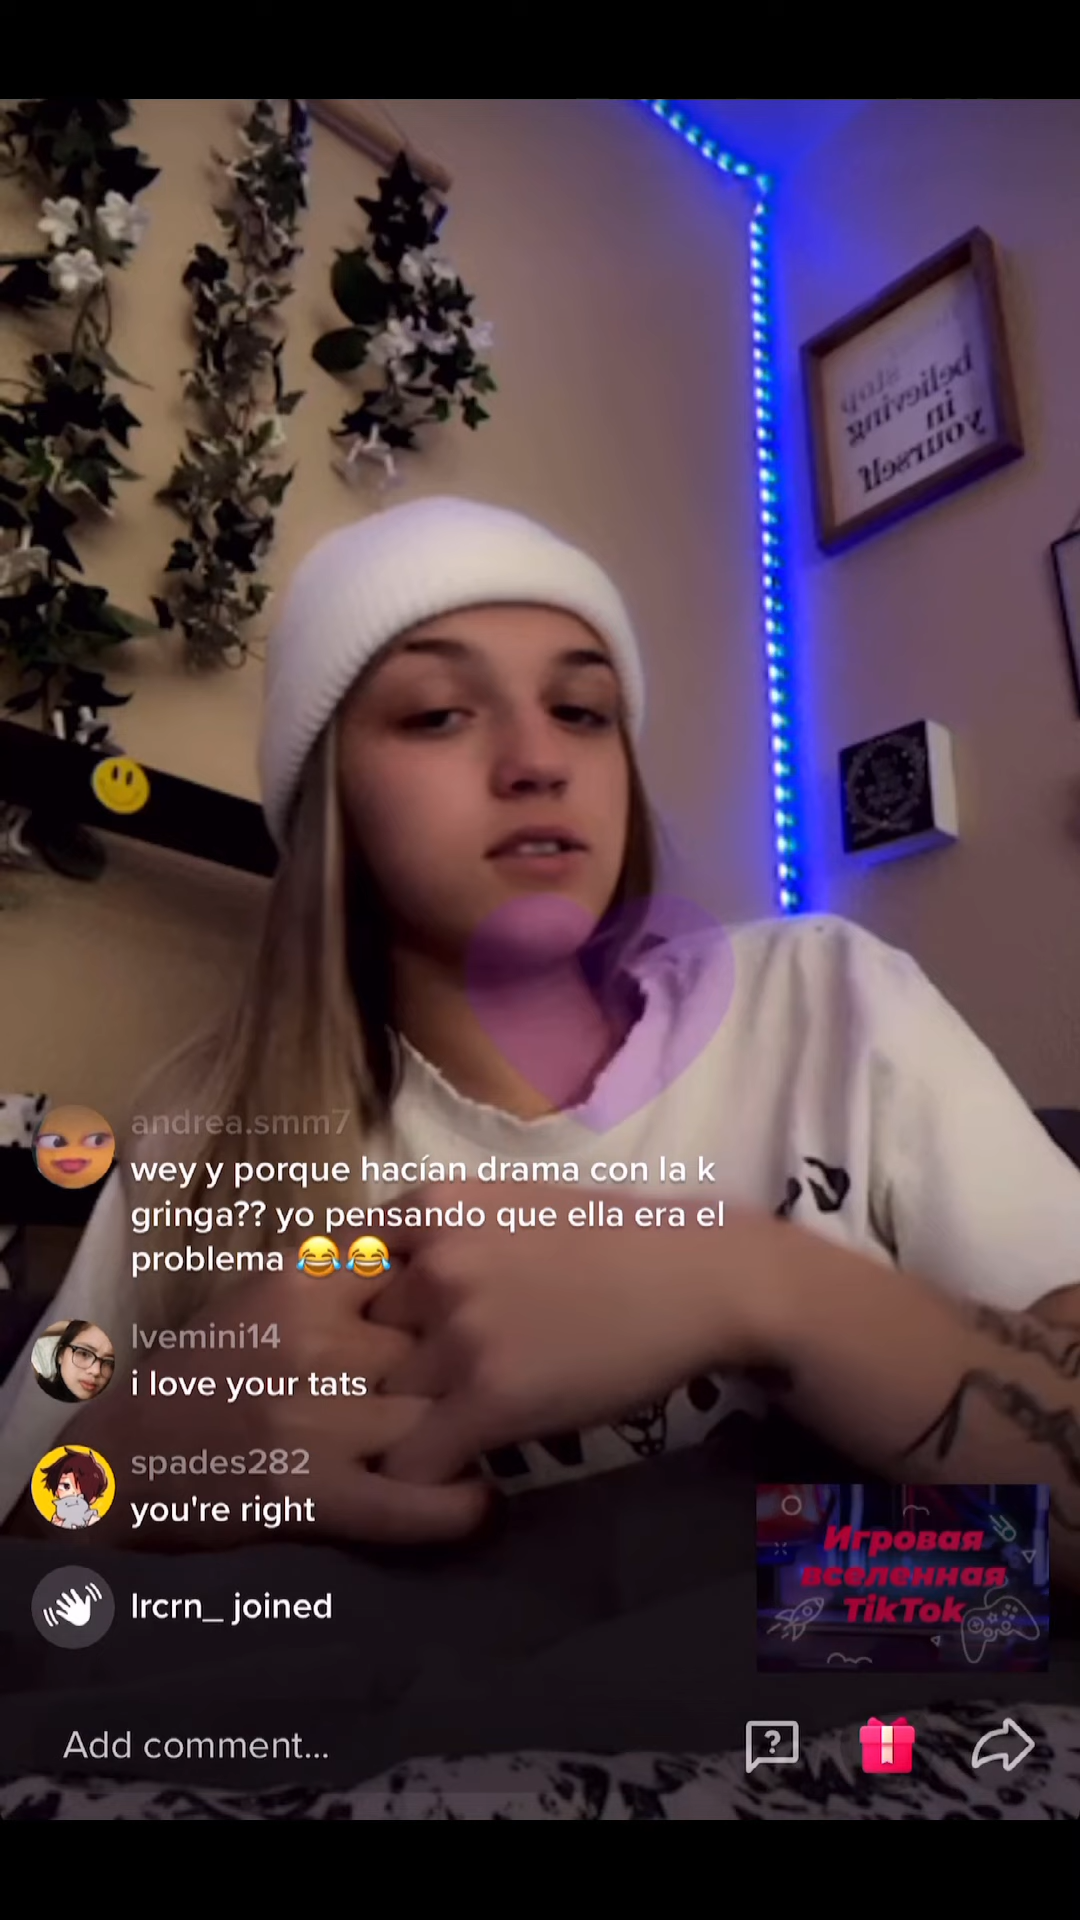 stop
believing
in
yourself
andrea.smm7
wey y porque hacían drama con la k
gringa?? yo pensando que ella era el
problema 😂😂
lvemini14
i love your tats
spades282
you're right
lrcrn_ joined
Игровая
вселенная
TikTok
Add comment...